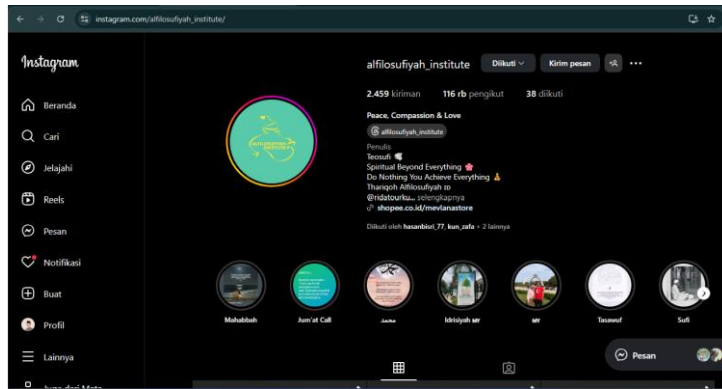 instagram.com/alfilosufiyah_institute/
Instagram
Beranda
Cari
Jelajahi
Reels
Pesan
Notifikasi
Buat
Profil
Lainnya
alfilosufiyah_institute Diikuti Kirim pesan
2.459 kiriman 116 rb pengikut 38 diikuti
Peace, Compassion & Love
alfilosufiyah_institute
Penulis
Teosufi
Spiritual Beyond Everything
Do Nothing You Achieve Everything
Thariqoh Alfilosufiyah ID
@ridatourku... selengkapnya
shopee.co.id/mevlanastore
Diikuti oleh hasanbisri_77, kun_zafa + 2 lainnya
Mahabbah Jum'at Call Idrisiyah MY MY Tasawuf Sufi
Pesan